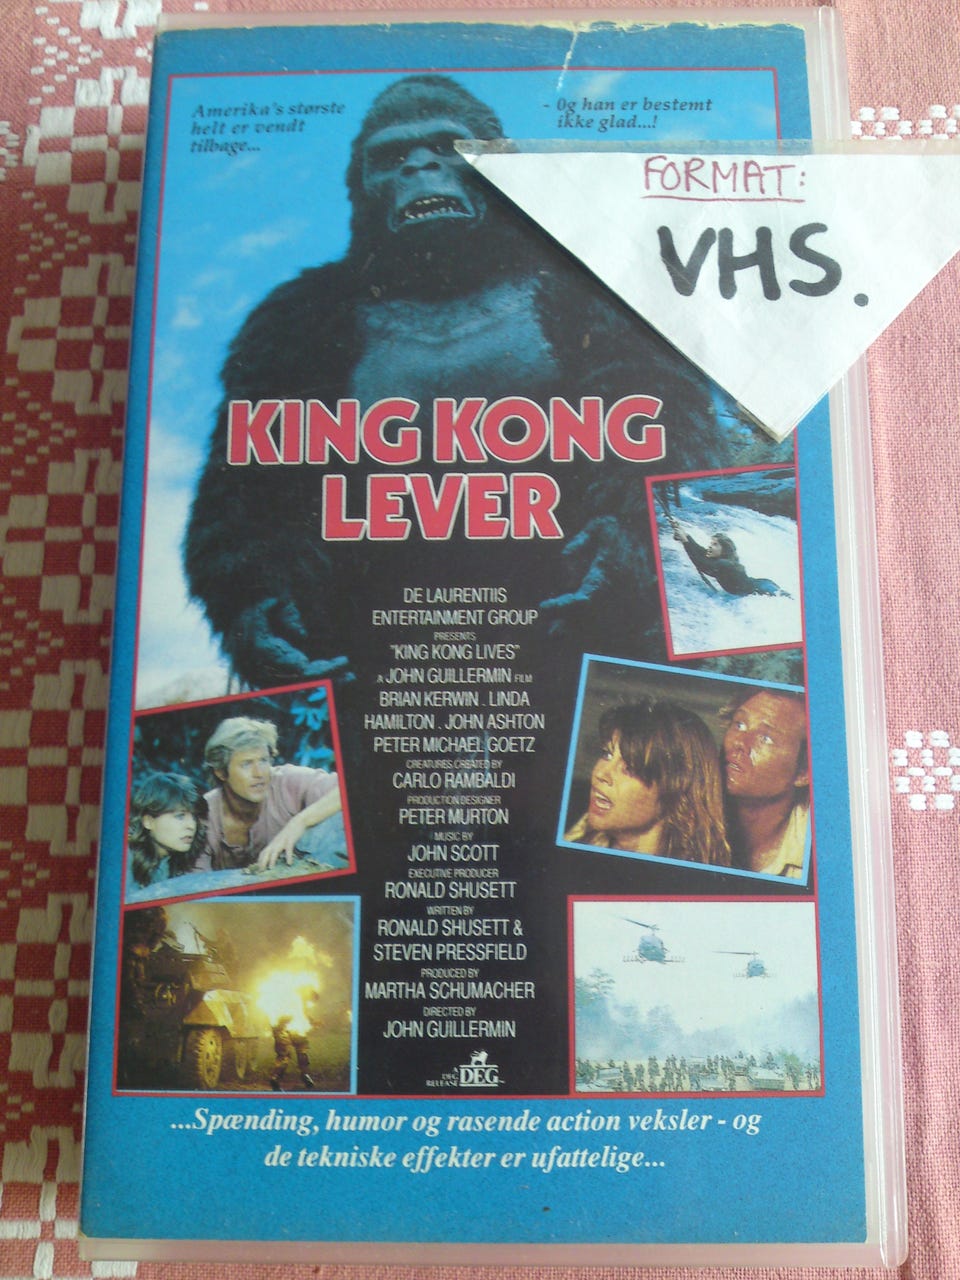 Amerika's største
helt er vendt
tilbage...
- Og han er bestemt
ikke glad...!
FORMAT:
VHS.
KING KONG
LEVER
DE LAURENTIIS
ENTERTAINMENT GROUP
PRESENTS
"KING KONG LIVES"
A JOHN GUILLERMIN FILM
BRIAN KERWIN . LINDA
HAMILTON . JOHN ASHTON
PETER MICHAEL GOETZ
CREATURES CREATED BY
CARLO RAMBALDI
PRODUCTION DESIGNER
PETER MURTON
MUSIC BY
JOHN SCOTT
EXECUTIVE PRODUCER
RONALD SHUSETT
WRITTEN BY
RONALD SHUSETT &
STEVEN PRESSFIELD
PRODUCED BY
MARTHA SCHUMACHER
DIRECTED BY
JOHN GUILLERMIN
A
DEG
RELEASE
DEG
...Spænding, humor og rasende action veksler - og
de tekniske effekter er ufattelige...